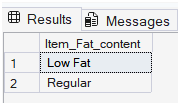 Results Messages
Item_Fat_content
1 Low Fat
2 Regular